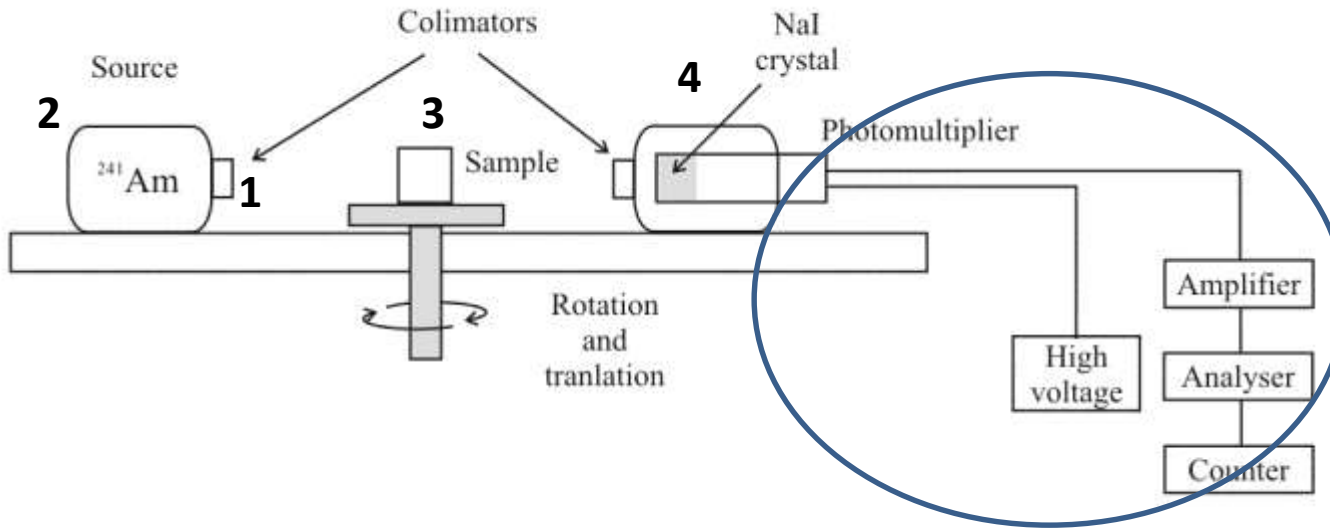 Colimators
NaI
crystal
Source
2
4
3
Photomultiplier
²⁴¹Am
1
Sample
Amplifier
Rotation
and
tranlation
High
voltage
Analyser
Counter